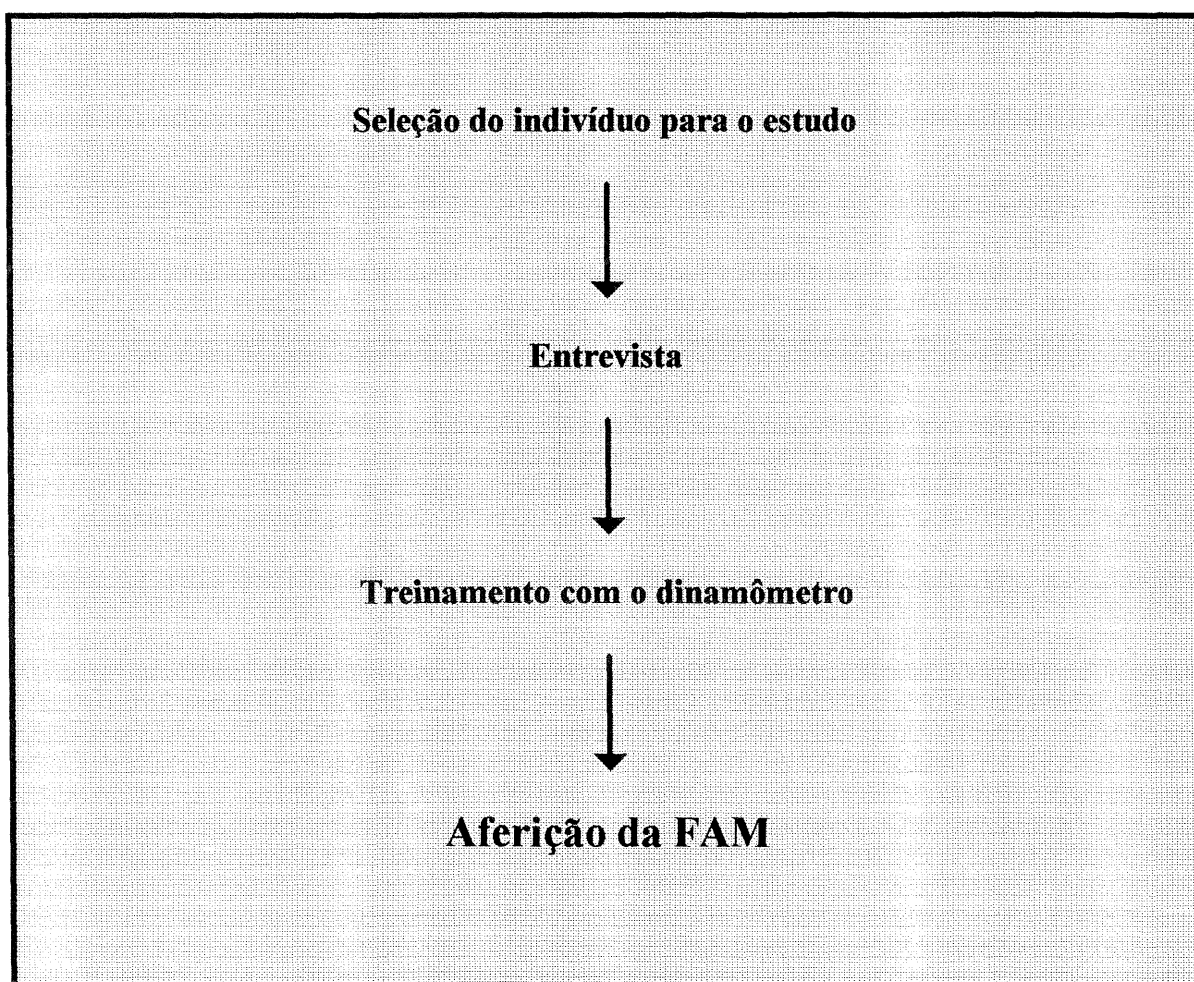 Seleção do indivíduo para o estudo
Entrevista
Treinamento com o dinamômetro
Aferição da FAM